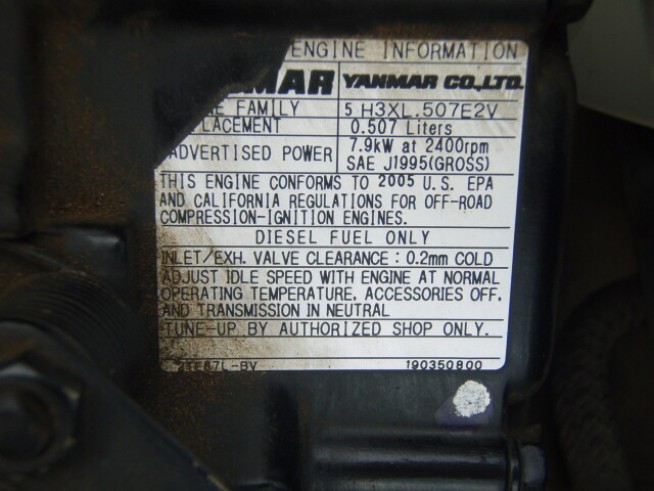 ENGINE INFORMATION
MAR YANMAR CO.,LTD.
E FAMILY 5 H3XL.507E2V
LACEMENT 0.507 Liters
ADVERTISED POWER 7.9kW at 2400rpm
SAE J1995(GROSS)
THIS ENGINE CONFORMS TO 2005 U.S. EPA
AND CALIFORNIA REGULATIONS FOR OFF-ROAD
COMPRESSION-IGNITION ENGINES.
DIESEL FUEL ONLY
INLET/EXH. VALVE CLEARANCE : 0.2mm COLD
ADJUST IDLE SPEED WITH ENGINE AT NORMAL
OPERATING TEMPERATURE. ACCESSORIES OFF.
AND TRANSMISSION IN NEUTRAL
TUNE-UP BY AUTHORIZED SHOP ONLY.
190350800